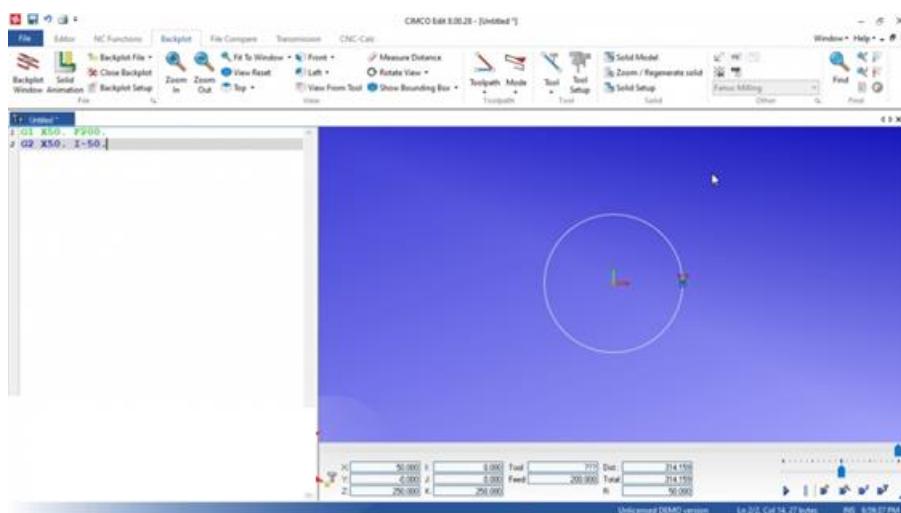 CIMCO Edit 8.00.28 - [Untitled *]
File Editor NC Functions Backplot File Compare Transmission CNC-Calc Window Help
Backplot Window
Solid Animation
Backplot File
Close Backplot
Backplot Setup
File
Zoom In
Zoom Out
Fit To Window
View Reset
Top
Front
Left
View From Tool
Measure Distance
Rotate View
Show Bounding Box
View
Toolpath
Mode
Toolpath
Tool
Tool Setup
Tool
Solid Model
Zoom / Regenerate solid
Solid Setup
Solid
Fanuc Milling
Other
Find
Find
Untitled *
1 G1 X50. F200.
2 G2 X50. I-50.
X: 50.000 I: 0.000 Tool ??? Dist.: 314.159
Y: -0.000 J: 0.000 Feed: 200.000 Total: 314.159
Z: 250.000 K: 250.000 R: 50.000
Unlicensed DEMO version Ln 2/2, Col 14, 27 bytes INS